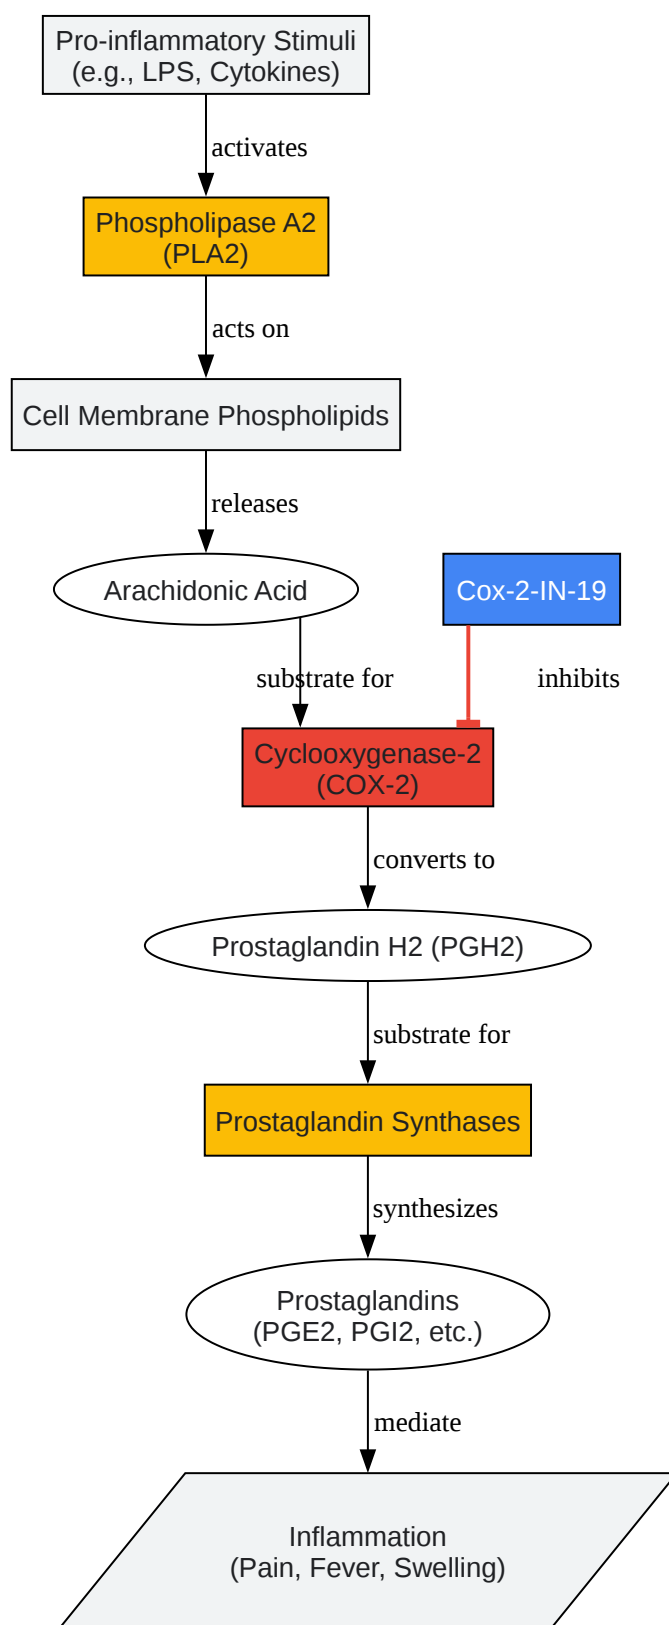 Pro-inflammatory Stimuli
(e.g., LPS, Cytokines)
activates
Phospholipase A2
(PLA2)
acts on
Cell Membrane Phospholipids
releases
Arachidonic Acid
Cox-2-IN-19
substrate for
inhibits
Cyclooxygenase-2
(COX-2)
converts to
Prostaglandin H2 (PGH2)
substrate for
Prostaglandin Synthases
synthesizes
Prostaglandins
(PGE2, PGI2, etc.)
mediate
Inflammation
(Pain, Fever, Swelling)